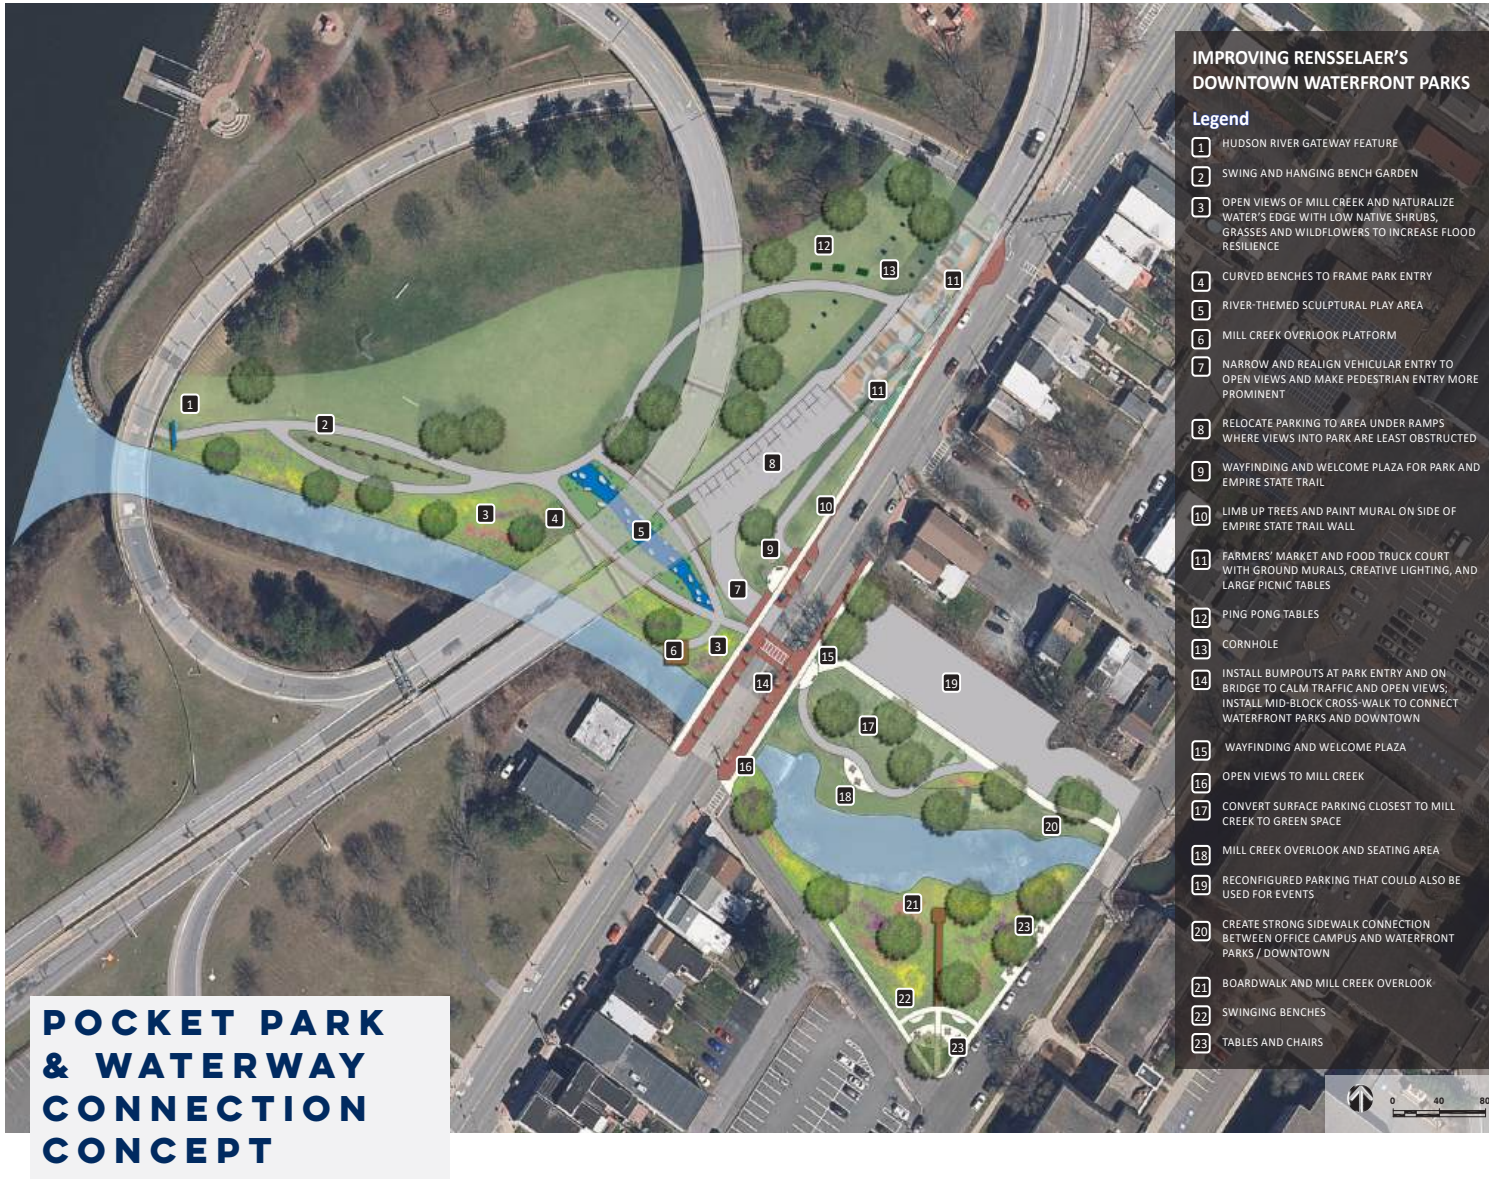 IMPROVING RENSSELAER'S
DOWNTOWN WATERFRONT PARKS
Legend
1 HUDSON RIVER GATEWAY FEATURE
2 SWING AND HANGING BENCH GARDEN
3 OPEN VIEWS OF MILL CREEK AND NATURALIZE
WATER'S EDGE WITH LOW NATIVE SHRUBS,
GRASSES AND WILDFLOWERS TO INCREASE FLOOD
RESILIENCE
4 CURVED BENCHES TO FRAME PARK ENTRY
5 RIVER-THEMED SCULPTURAL PLAY AREA
6 MILL CREEK OVERLOOK PLATFORM
7 NARROW AND REALIGN VEHICULAR ENTRY TO
OPEN VIEWS AND MAKE PEDESTRIAN ENTRY MORE
PROMINENT
8 RELOCATE PARKING TO AREA UNDER RAMPS
WHERE VIEWS INTO PARK ARE LEAST OBSTRUCTED
9 WAYFINDING AND WELCOME PLAZA FOR PARK AND
EMPIRE STATE TRAIL
10 LIMB UP TREES AND PAINT MURAL ON SIDE OF
EMPIRE STATE TRAIL WALL
11 FARMERS' MARKET AND FOOD TRUCK COURT
WITH GROUND MURALS, CREATIVE LIGHTING, AND
LARGE PICNIC TABLES
12 PING PONG TABLES
13 CORNHOLE
14 INSTALL BUMPOUTS AT PARK ENTRY AND ON
BRIDGE TO CALM TRAFFIC AND OPEN VIEWS;
INSTALL MID-BLOCK CROSS-WALK TO CONNECT
WATERFRONT PARKS AND DOWNTOWN
15 WAYFINDING AND WELCOME PLAZA
16 OPEN VIEWS TO MILL CREEK
17 CONVERT SURFACE PARKING CLOSEST TO MILL
CREEK TO GREEN SPACE
18 MILL CREEK OVERLOOK AND SEATING AREA
19 RECONFIGURED PARKING THAT COULD ALSO BE
USED FOR EVENTS
20 CREATE STRONG SIDEWALK CONNECTION
BETWEEN OFFICE CAMPUS AND WATERFRONT
PARKS / DOWNTOWN
21 BOARDWALK AND MILL CREEK OVERLOOK
22 SWINGING BENCHES
23 TABLES AND CHAIRS
12
13
11
11
1
2
8
3
4
5
10
9
7
6
3
15
14
19
17
16
18
20
21
23
22
23
0 40 80
POCKET PARK
& WATERWAY
CONNECTION
CONCEPT